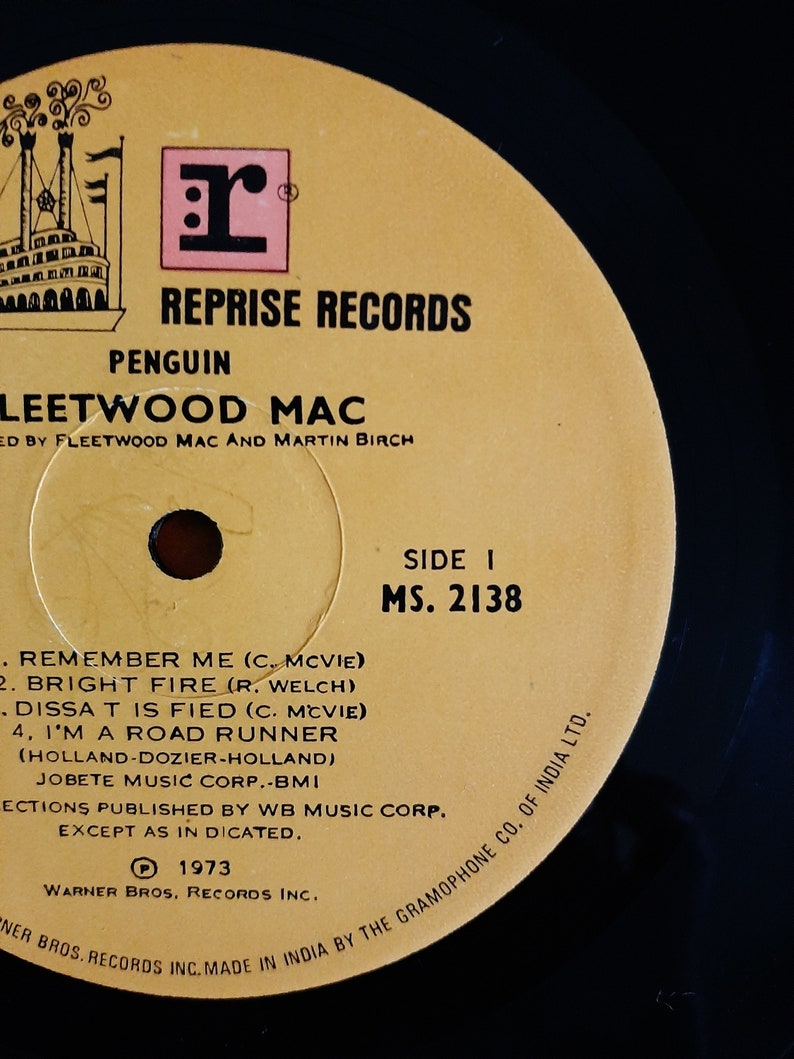 r ®
REPRISE RECORDS
PENGUIN
LEETWOOD MAC
ED BY FLEETWOOD MAC AND MARTIN BIRCH
SIDE 1
MS. 2138
. REMEMBER ME (C. McVIE)
2. BRIGHT FIRE (R. WELCH)
. DISSA T IS FIED (C. McVIE)
4, I'M A ROAD RUNNER
(HOLLAND-DOZIER-HOLLAND)
JOBETE MUSIC CORP.-BMI
ECTIONS PUBLISHED BY WB MUSIC CORP.
EXCEPT AS IN DICATED.
Ⓟ 1973
WARNER BROS. RECORDS INC.
NER BROS. RECORDS INC. MADE IN INDIA BY THE GRAMOPHONE CO. OF INDIA LTD.